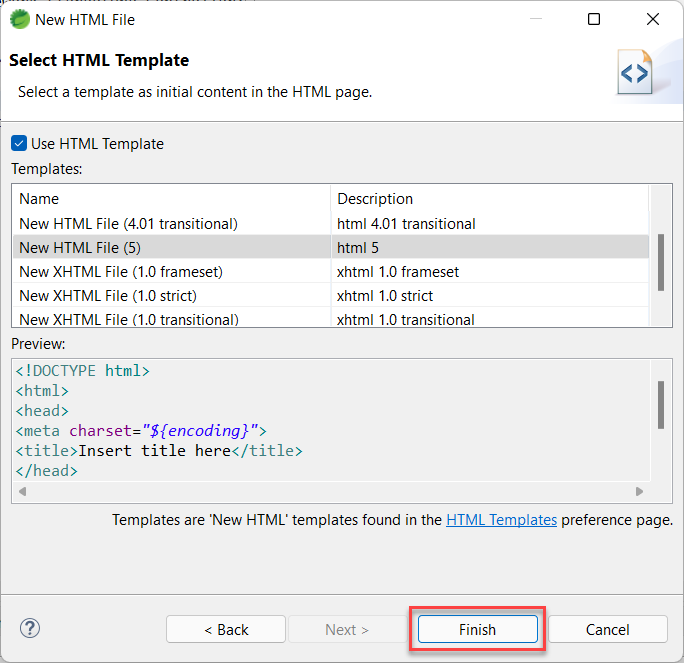 New HTML File
Select HTML Template
Select a template as initial content in the HTML page.
Use HTML Template
Templates:
Name Description
New HTML File (4.01 transitional) html 4.01 transitional
New HTML File (5) html 5
New XHTML File (1.0 frameset) xhtml 1.0 frameset
New XHTML File (1.0 strict) xhtml 1.0 strict
New XHTML File (1.0 transitional) xhtml 1.0 transitional
Preview:
<!DOCTYPE html>
<html>
<head>
<meta charset="${encoding}">
<title>Insert title here</title>
</head>
Templates are 'New HTML' templates found in the HTML Templates preference page.
? < Back Next > Finish Cancel